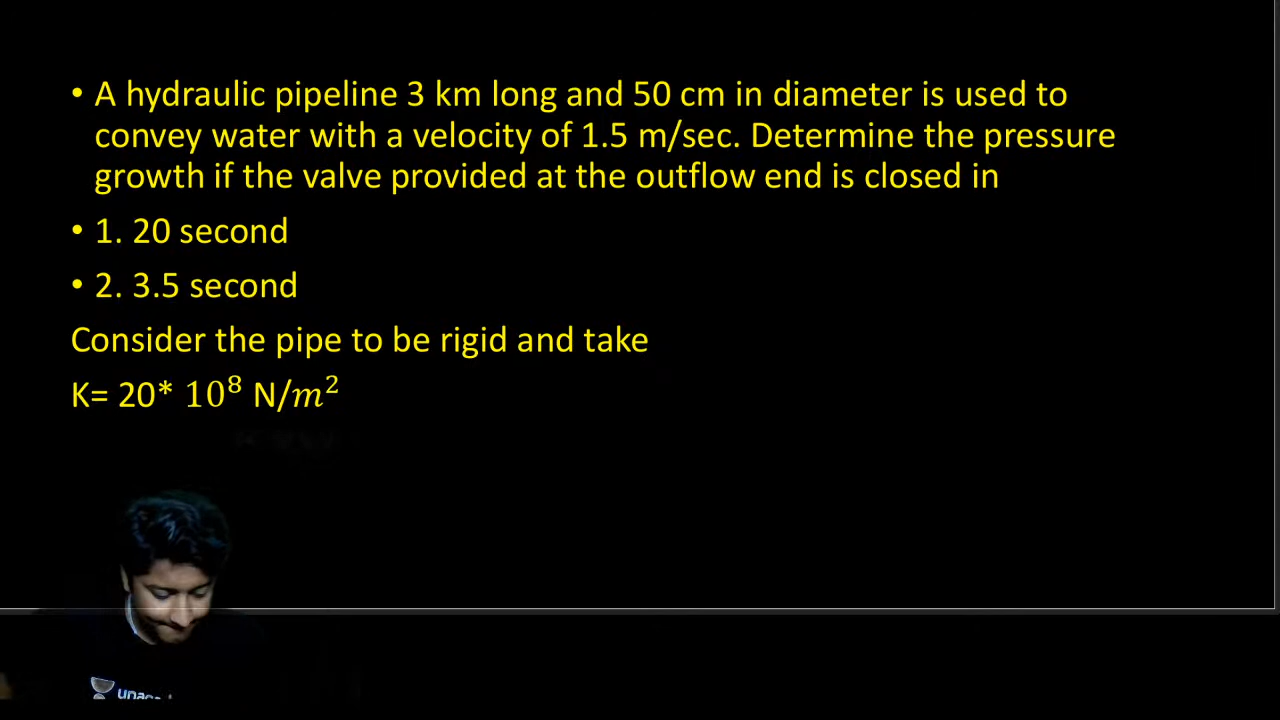 • A hydraulic pipeline 3 km long and 50 cm in diameter is used to
convey water with a velocity of 1.5 m/sec. Determine the pressure
growth if the valve provided at the outflow end is closed in
• 1. 20 second
• 2. 3.5 second
Consider the pipe to be rigid and take
K= 20* 10⁸ N/m²